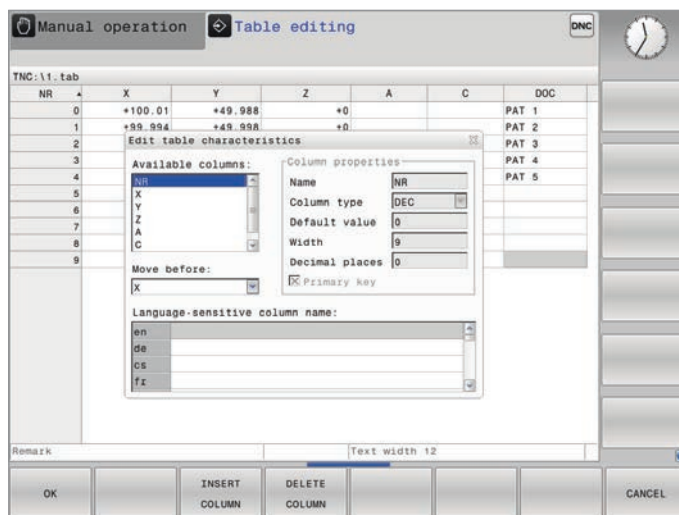 Manual operation
Table editing
DNC
TNC:\1.tab
NR X Y Z A C DOC
0 +100.01 +49.988 +0 PAT 1
1 +99.994 +49.998 +0 PAT 2
2 PAT 3
3 PAT 4
4 PAT 5
5
6
7
8
9
Edit table characteristics
Available columns:
NR
X
Y
Z
A
C
Move before:
X
Column properties
Name NR
Column type DEC
Default value 0
Width 9
Decimal places 0
Primary key
Language-sensitive column name:
en
de
cs
fr
Remark
Text width 12
OK
INSERT
COLUMN
DELETE
COLUMN
CANCEL